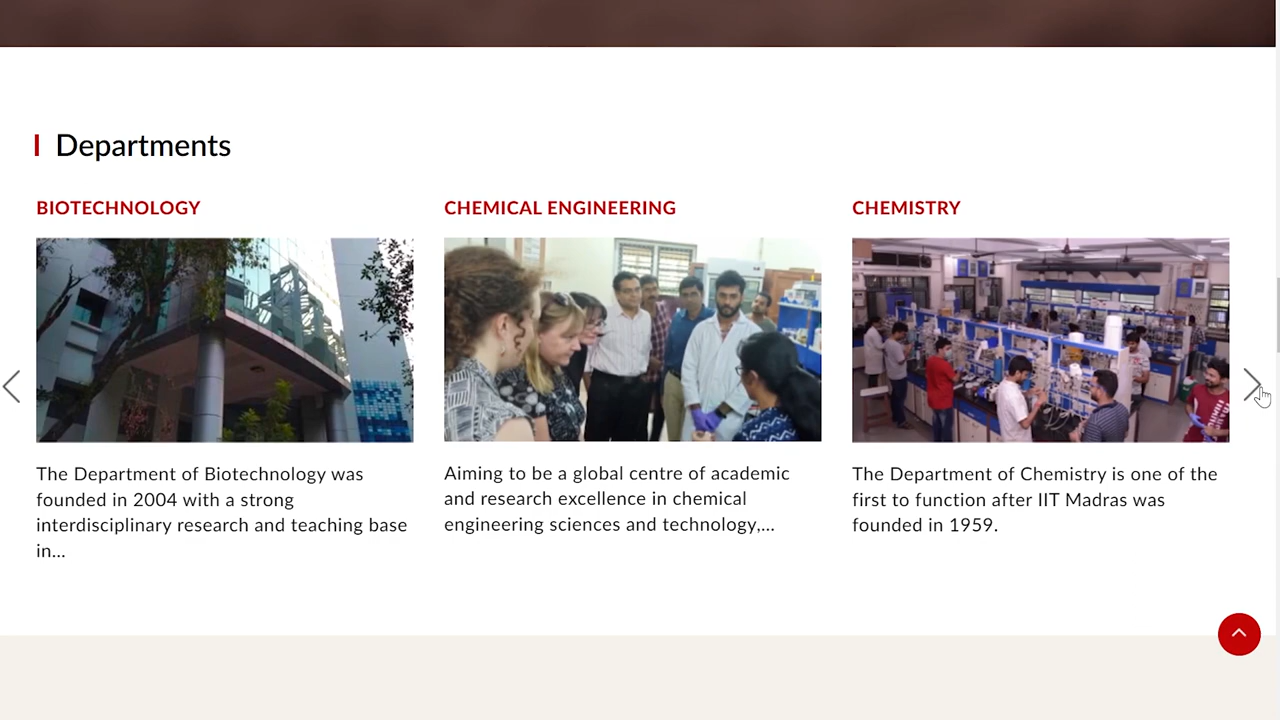 Departments
BIOTECHNOLOGY
The Department of Biotechnology was
founded in 2004 with a strong
interdisciplinary research and teaching base
in...
CHEMICAL ENGINEERING
Aiming to be a global centre of academic
and research excellence in chemical
engineering sciences and technology,...
CHEMISTRY
The Department of Chemistry is one of the
first to function after IIT Madras was
founded in 1959.